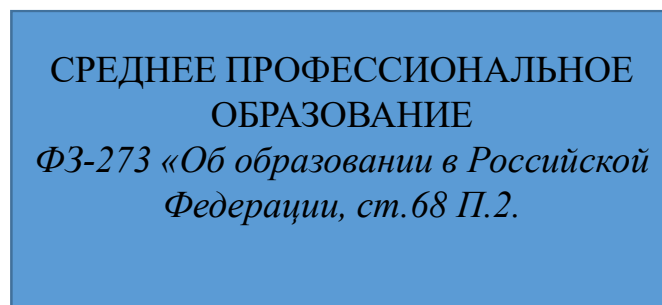 СРЕДНЕЕ ПРОФЕССИОНАЛЬНОЕ
ОБРАЗОВАНИЕ
ФЗ-273 «Об образовании в Российской
Федерации, ст.68 П.2.